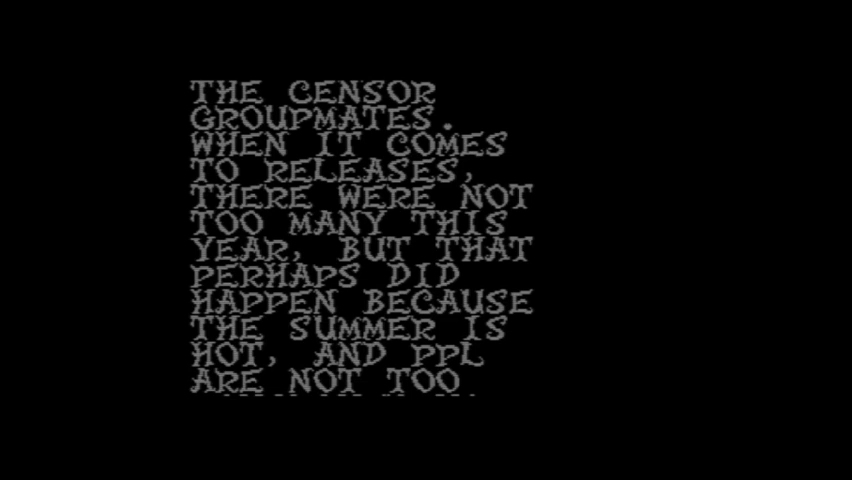 THE CENSOR
GROUPMATES.
WHEN IT COMES
TO RELEASES,
THERE WERE NOT
TOO MANY THIS
YEAR, BUT THAT
PERHAPS DID
HAPPEN BECAUSE
THE SUMMER IS
HOT, AND PPL
ARE NOT TOO